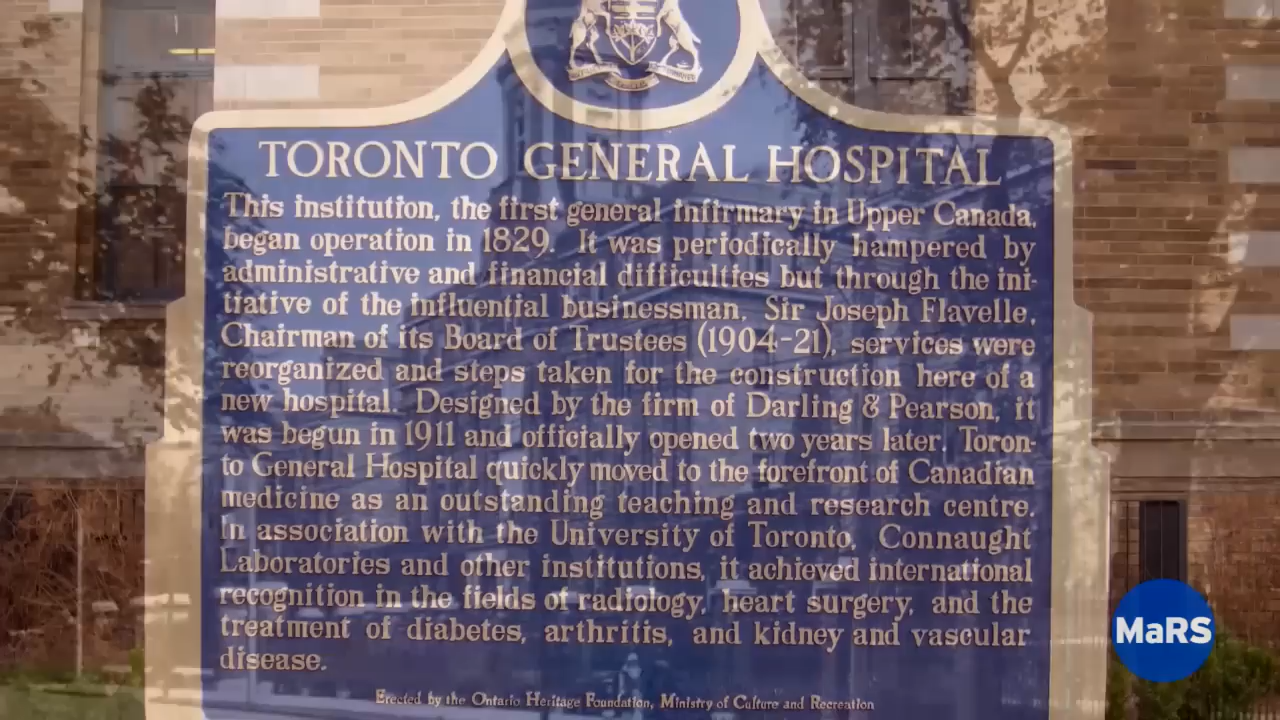 TORONTO GENERAL HOSPITAL
This institution, the first general infirmary in Upper Canada,
began operation in 1829. It was periodically hampered by
administrative and financial difficulties but through the ini-
tiative of the influential businessman, Sir Joseph Flavelle,
Chairman of its Board of Trustees (1904-21), services were
reorganized and steps taken for the construction here of a
new hospital. Designed by the firm of Darling & Pearson, it
was begun in 1911 and officially opened two years later. Toron-
to General Hospital quickly moved to the forefront of Canadian
medicine as an outstanding teaching and research centre.
In association with the University of Toronto, Connaught
Laboratories and other institutions, it achieved international
recognition in the fields of radiology, heart surgery, and the
treatment of diabetes, arthritis, and kidney and vascular
disease.
Erected by the Ontario Heritage Foundation, Ministry of Culture and Recreation
MaRS